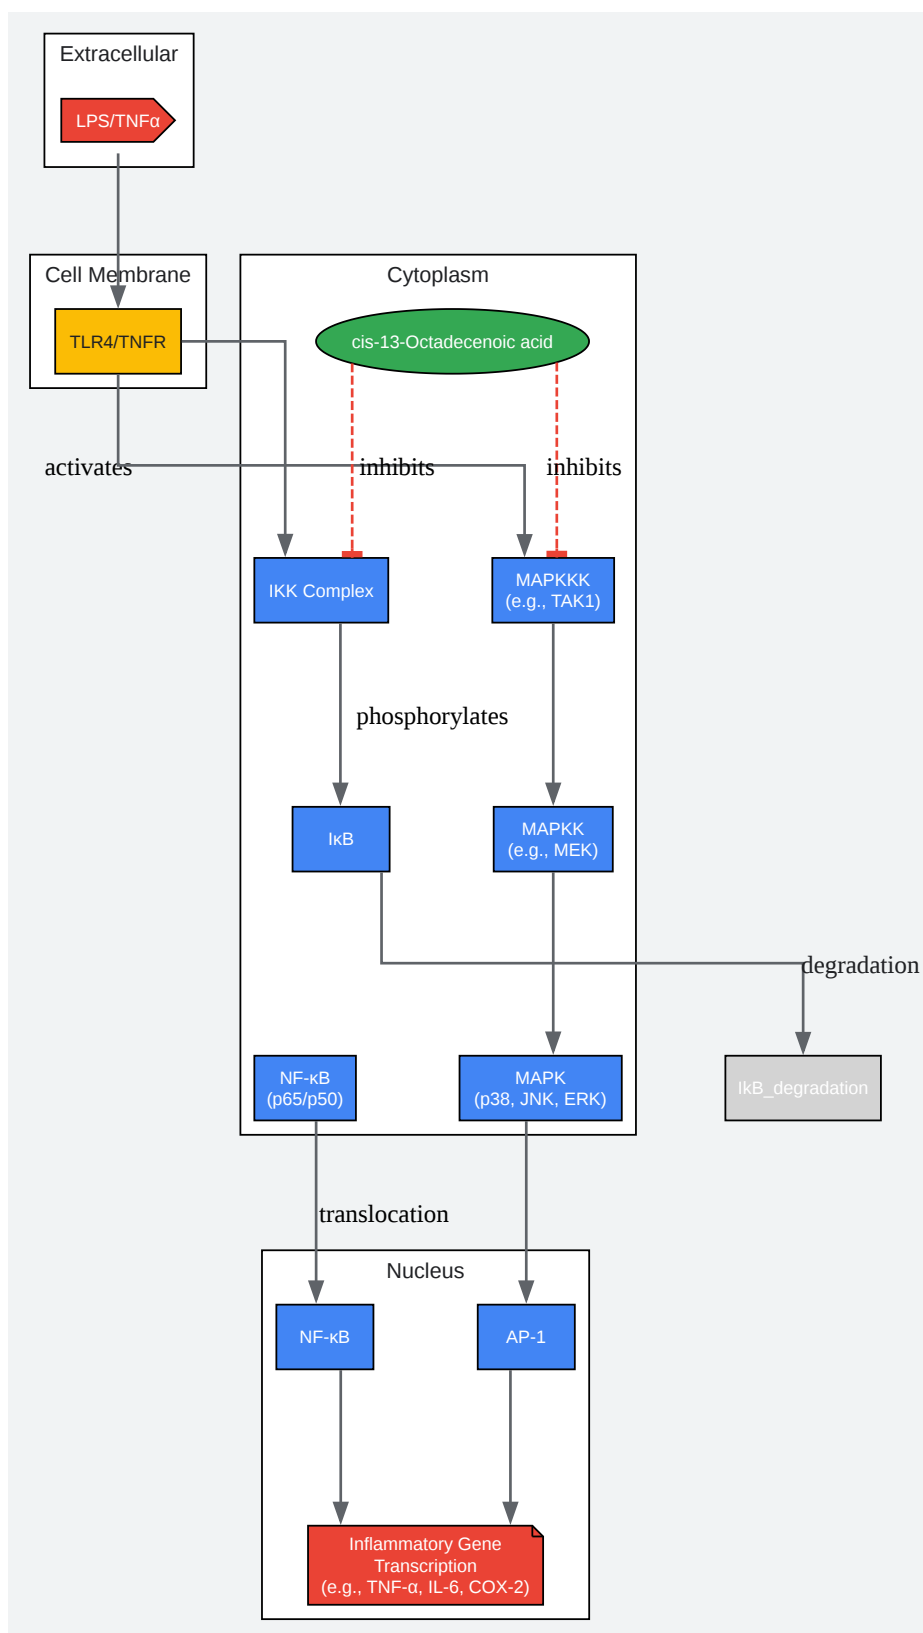 Extracellular
LPS/TNFα
Cell Membrane
Cytoplasm
TLR4/TNFR
cis-13-Octadecenoic acid
activates
inhibits
inhibits
IKK Complex
MAPKKK
(e.g., TAK1)
phosphorylates
IκB
MAPKK
(e.g., MEK)
degradation
NF-κB
(p65/p50)
MAPK
(p38, JNK, ERK)
IkB_degradation
translocation
Nucleus
NF-κB
AP-1
Inflammatory Gene
Transcription
(e.g., TNF-α, IL-6, COX-2)